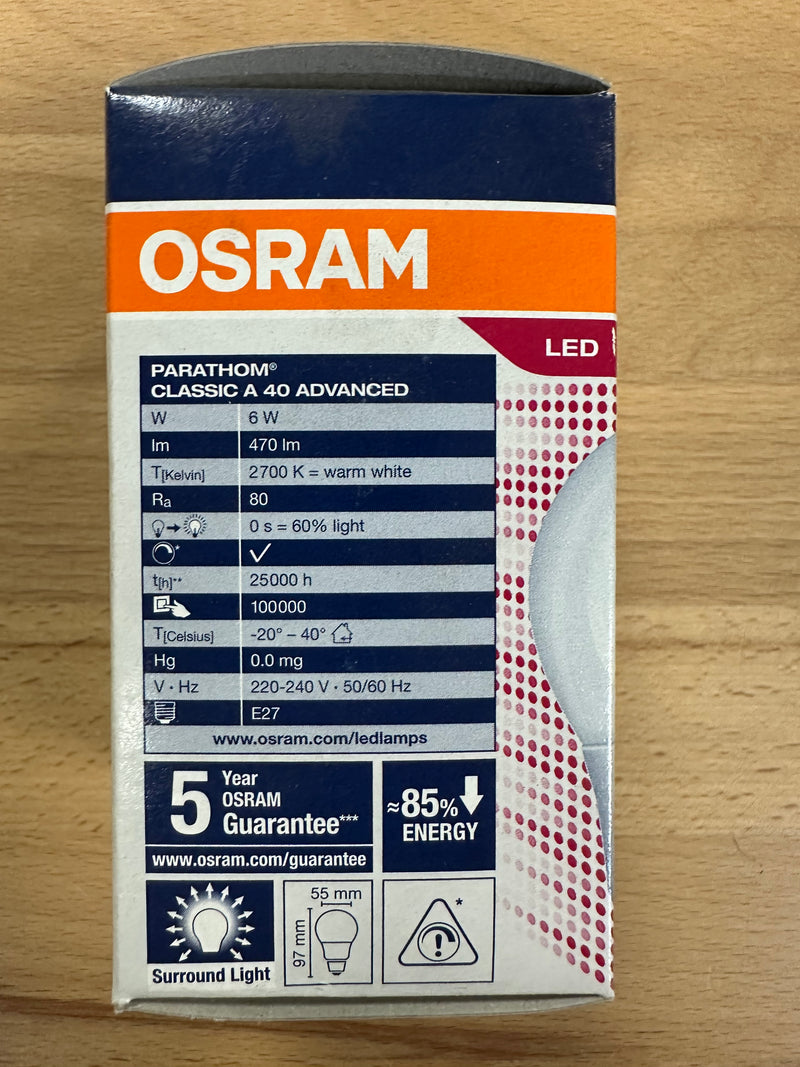 OSRAM
LED
PARATHOM®
CLASSIC A 40 ADVANCED
W 6 W
lm 470 lm
T[Kelvin] 2700 K = warm white
Ra 80
0 s = 60% light
* ✓
t[h]** 25000 h
100000
T[Celsius] -20° – 40°
Hg 0.0 mg
V · Hz 220-240 V · 50/60 Hz
E27
www.osram.com/ledlamps
5 Year
OSRAM
Guarantee***
www.osram.com/guarantee
≈85%
ENERGY
Surround Light
55 mm
97 mm
! *